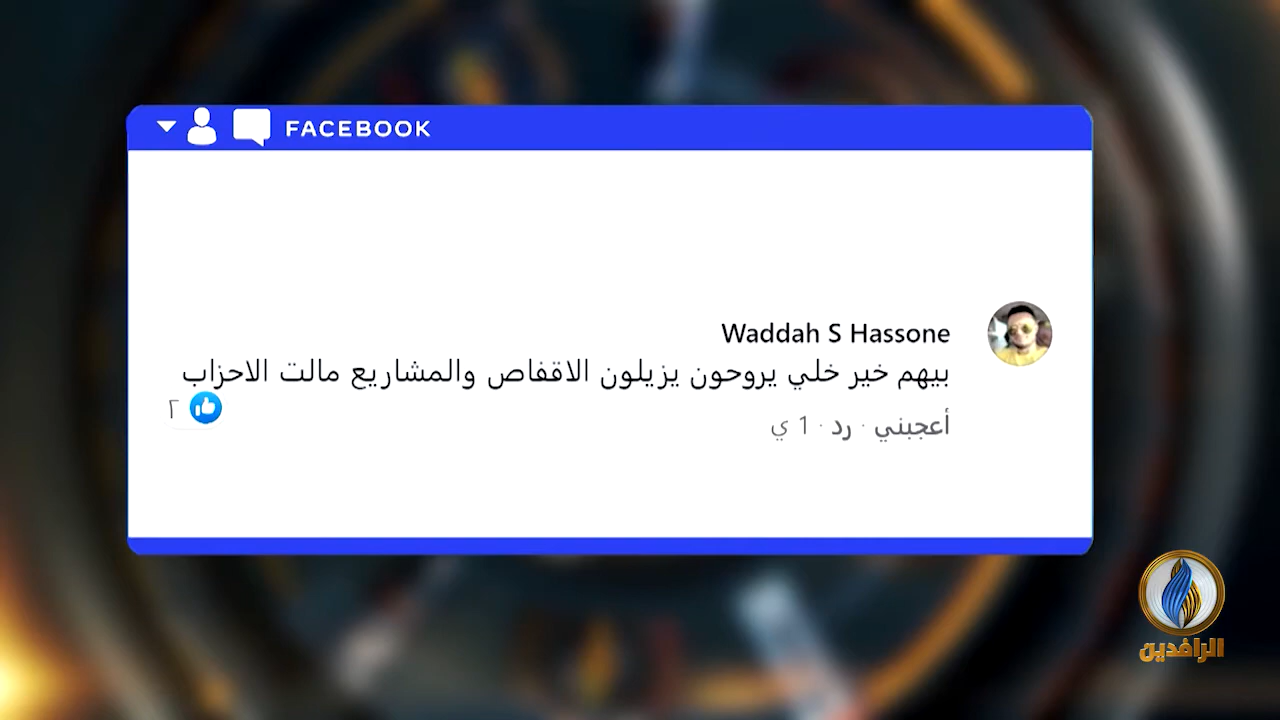 FACEBOOK
Waddah S Hassone
بيهم خير خلي يروحون يزيلون الاقفاص والمشاريع مالت الاحزاب
أعجبني · رد · 1 ي
٢
الرافدين